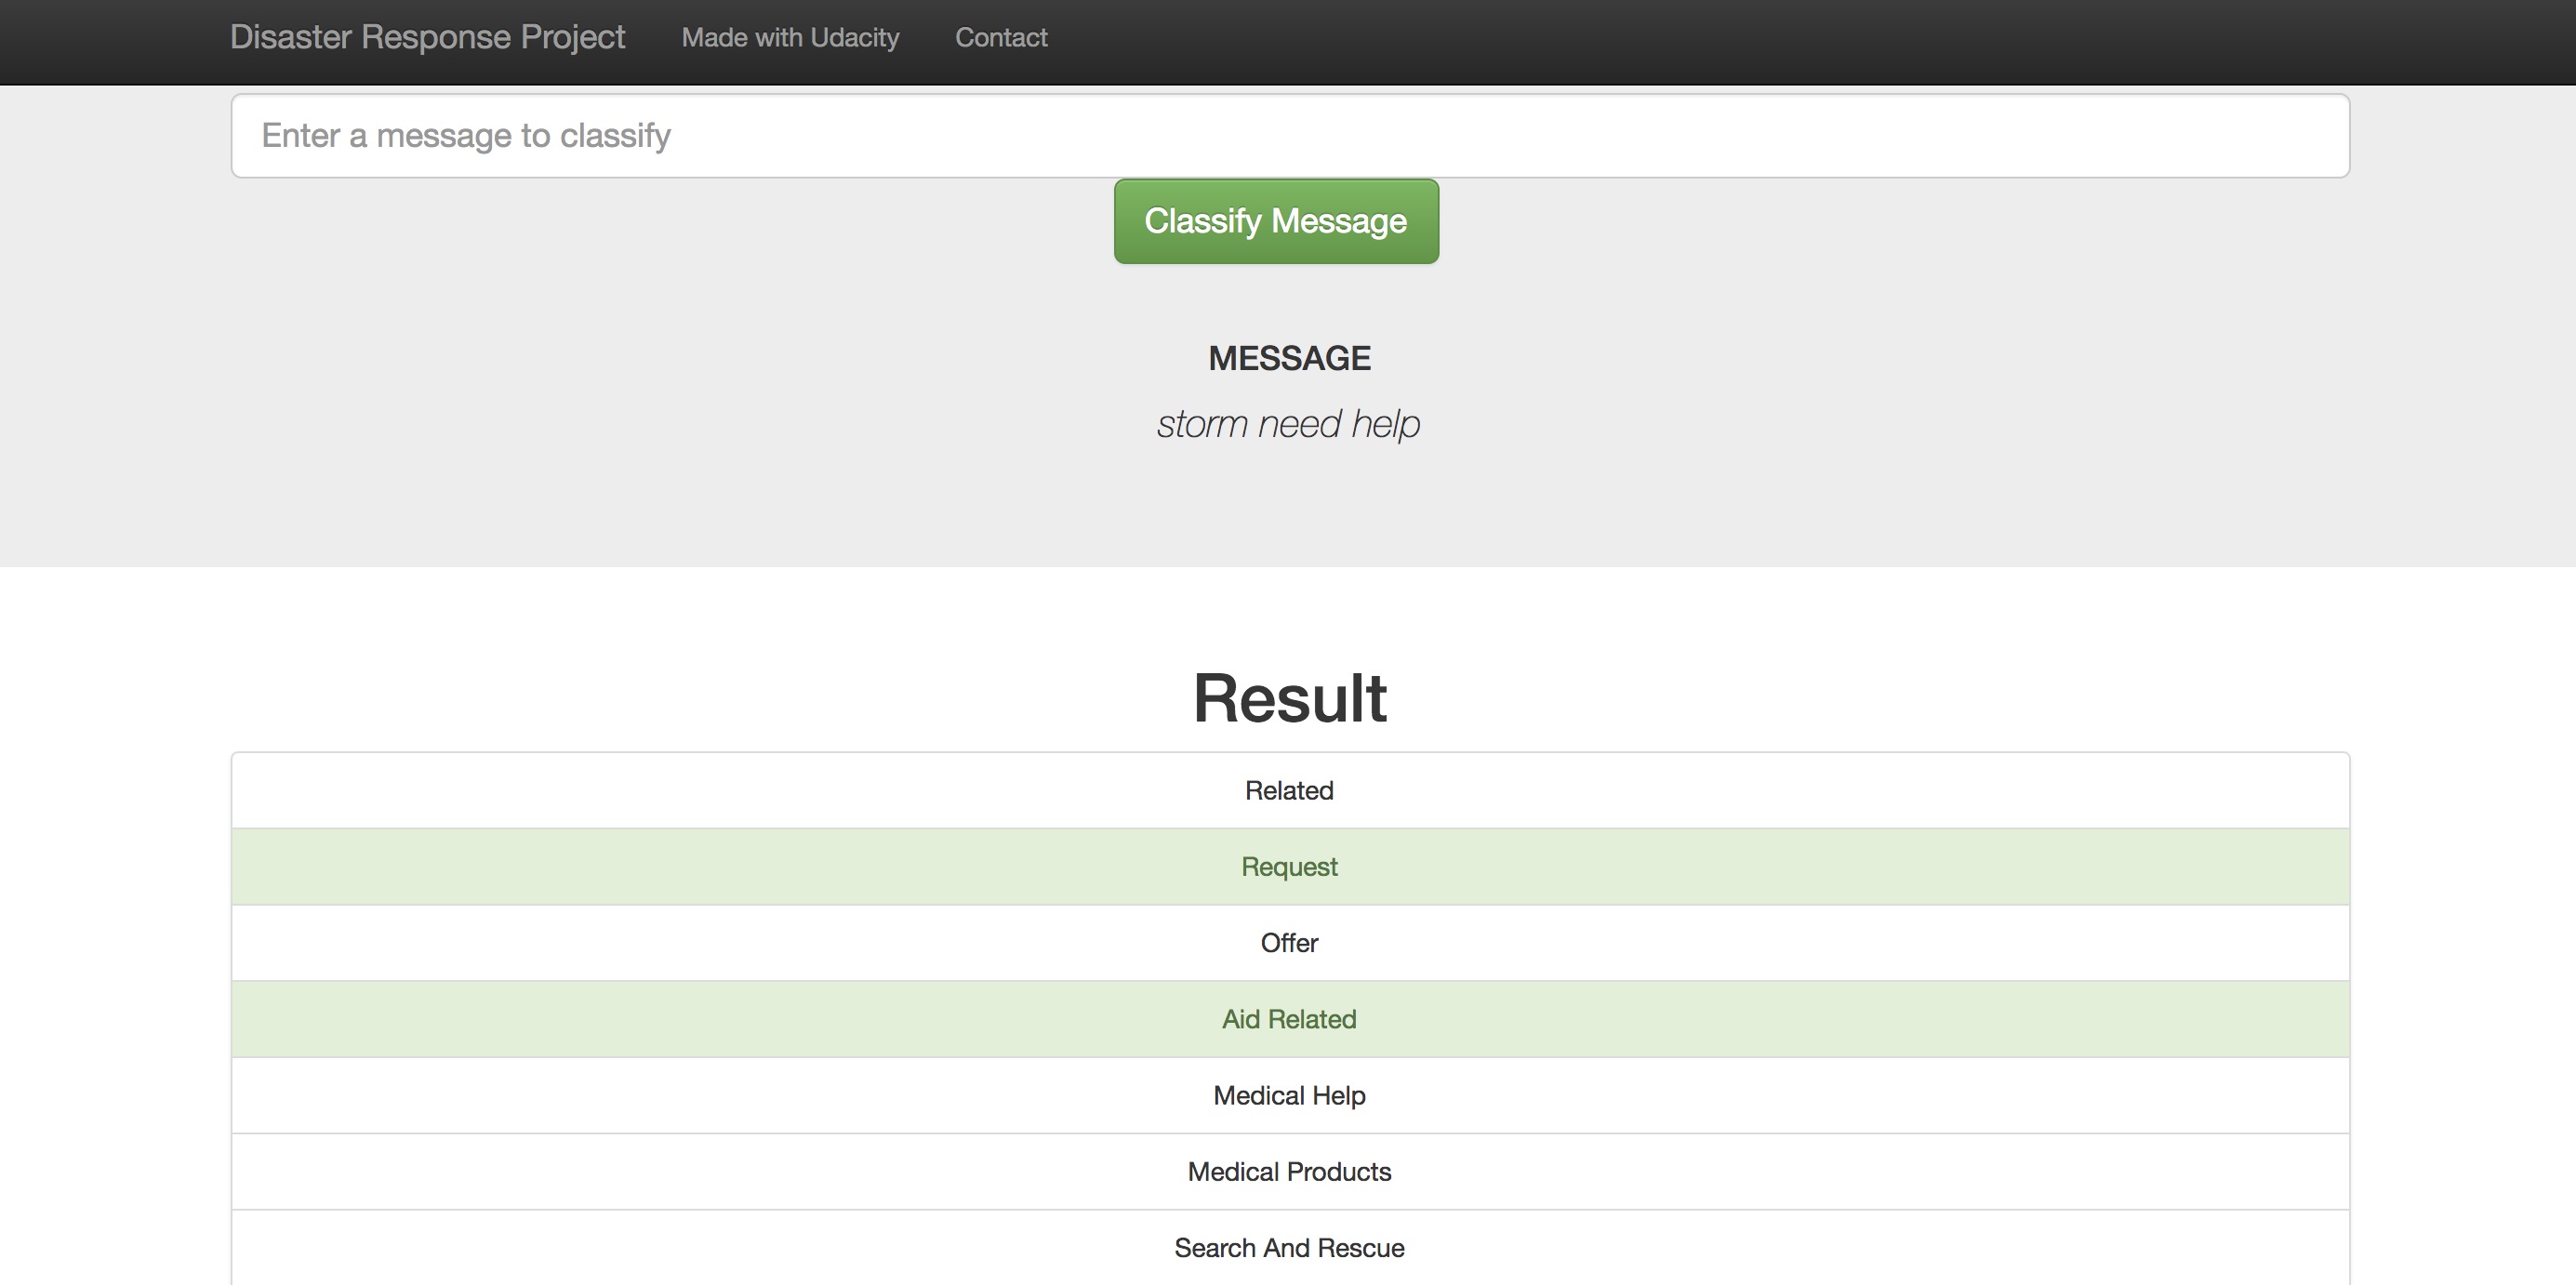 Disaster Response Project Made with Udacity Contact
Enter a message to classify
Classify Message
MESSAGE
storm need help
Result
Related
Request
Offer
Aid Related
Medical Help
Medical Products
Search And Rescue